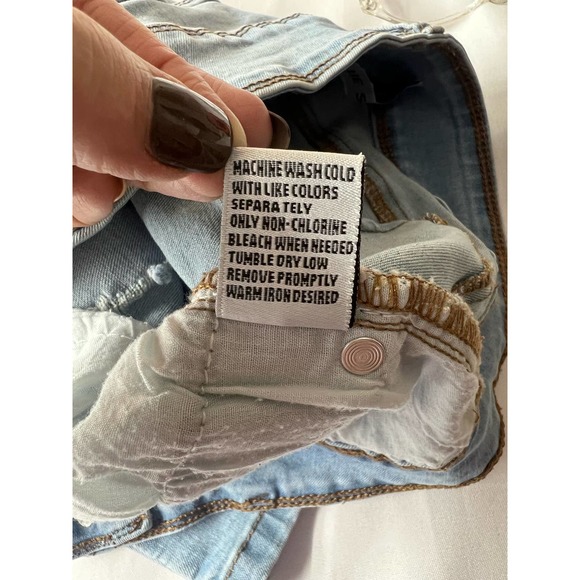 MACHINE WASH COLD
WITH LIKE COLORS
SEPARA TELY
ONLY NON-CHLORINE
BLEACH WHEN NEEDED
TUMBLE DRY LOW
REMOVE PROMPTLY
WARM IRON DESIRED